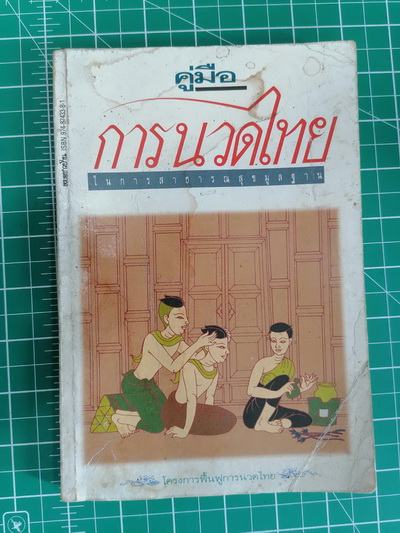 คู่มือ
การนวดไทย
ในการสาธารณสุขมูลฐาน
โครงการฟื้นฟูการนวดไทย